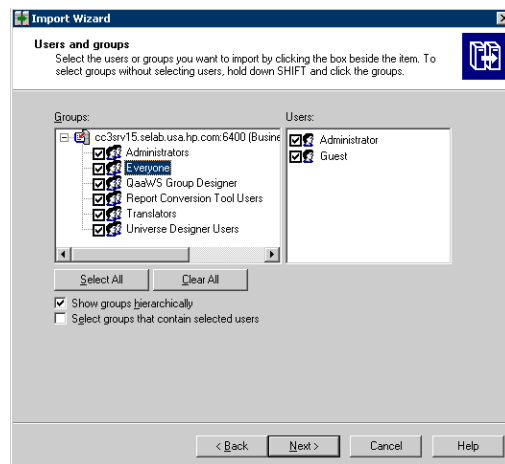 Import Wizard
Users and groups
Select the users or groups you want to import by clicking the box beside the item. To
select groups without selecting users, hold down SHIFT and click the groups.
Groups:
Users:
cc3srv15.selab.usa.hp.com:6400 (Busine
Administrators
Everyone
QaaWS Group Designer
Report Conversion Tool Users
Translators
Universe Designer Users
Administrator
Guest
Select All
Clear All
Show groups hierarchically
Select groups that contain selected users
< Back
Next >
Cancel
Help